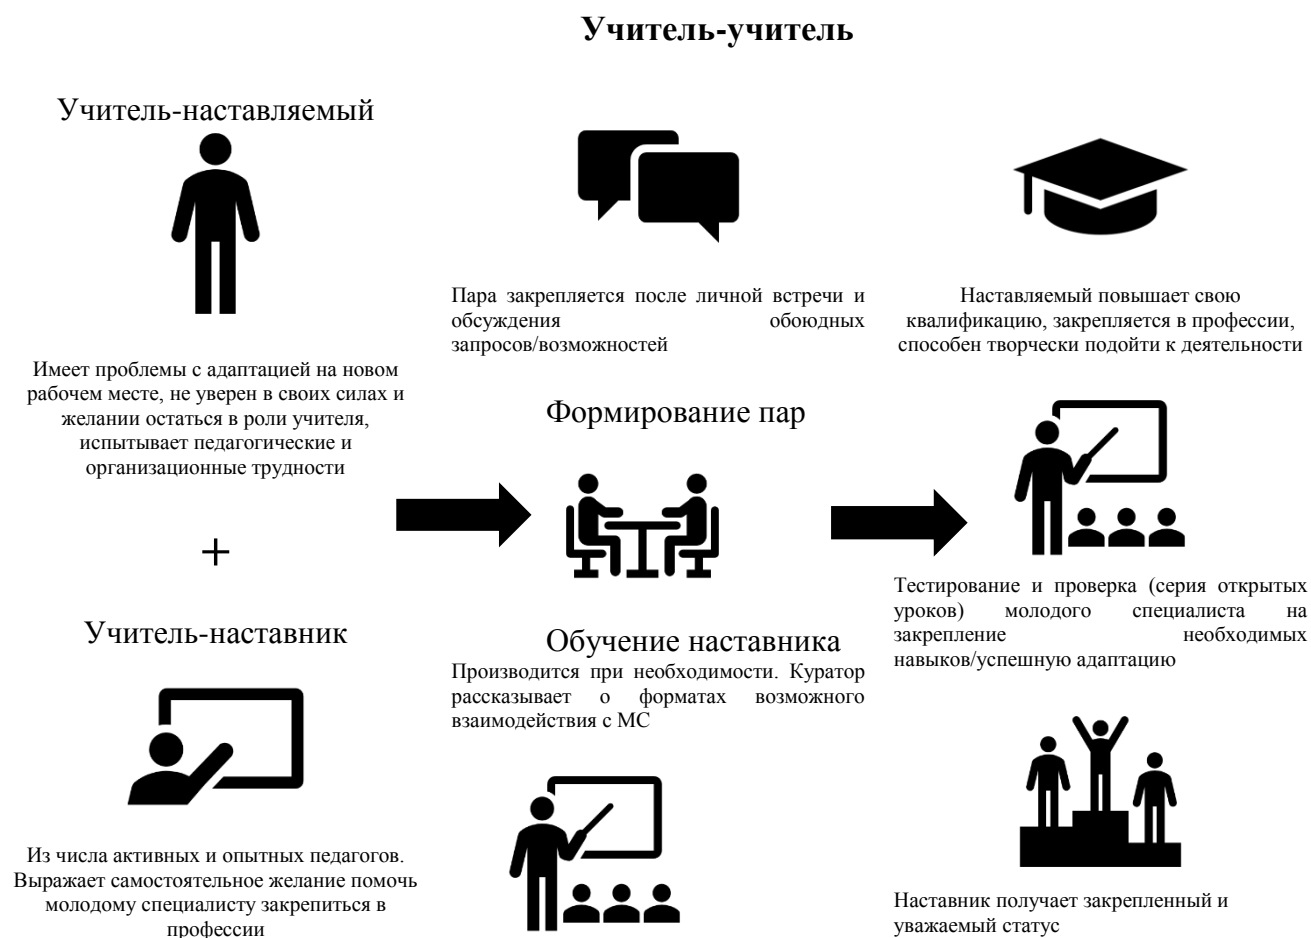 Учитель-учитель
Учитель-наставляемый
Имеет проблемы с адаптацией на новом
рабочем месте, не уверен в своих силах и
желании остаться в роли учителя,
испытывает педагогические и
организационные трудности
+
Учитель-наставник
Из числа активных и опытных педагогов.
Выражает самостоятельное желание помочь
молодому специалисту закрепиться в
профессии
Пара закрепляется после личной встречи и
обсуждения обоюдных
запросов/возможностей
Формирование пар
Обучение наставника
Производится при необходимости. Куратор
рассказывает о форматах возможного
взаимодействия с МС
Наставляемый повышает свою
квалификацию, закрепляется в профессии,
способен творчески подойти к деятельности
Тестирование и проверка (серия открытых
уроков) молодого специалиста на
закрепление необходимых
навыков/успешную адаптацию
Наставник получает закрепленный и
уважаемый статус